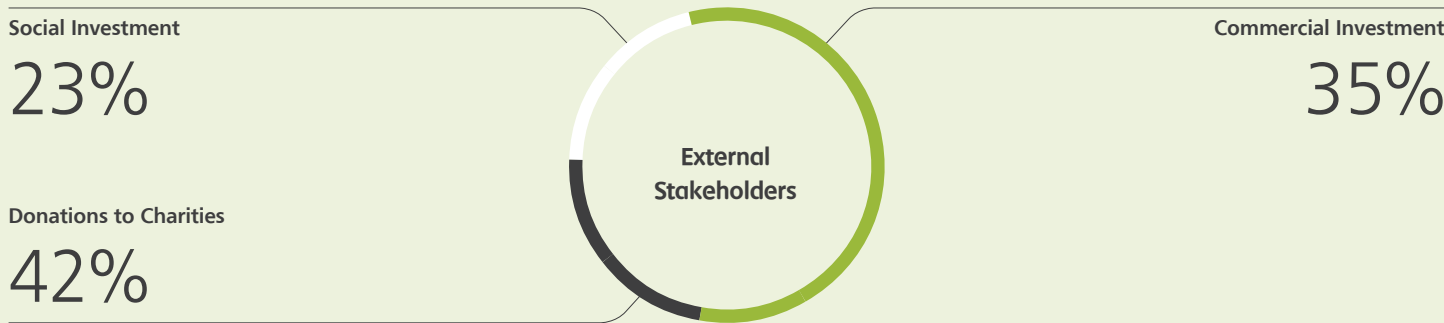 Social Investment
23%
Donations to Charities
42%
External
Stakeholders
Commercial Investment
35%